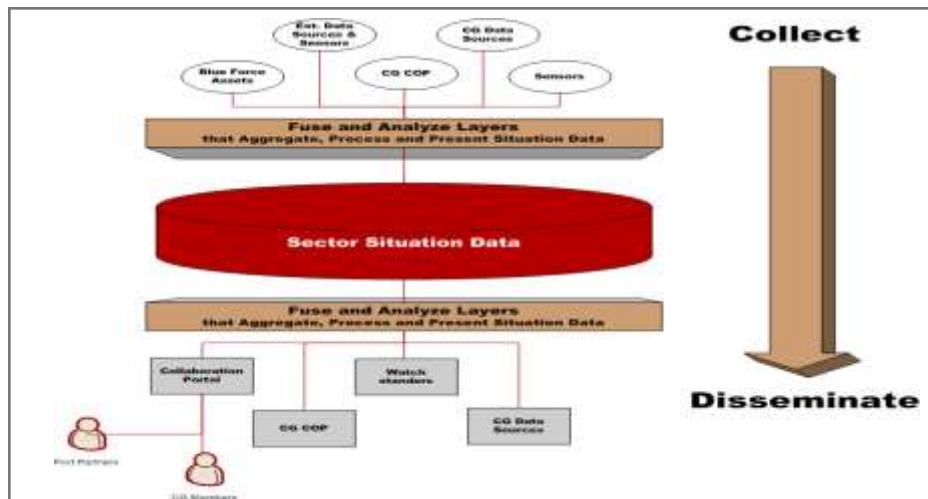 Ext. Data
Sources &
Sensors
CG Data
Sources
Blue Force
Assets
CG COP
Sensors
Collect
Fuse and Analyze Layers
that Aggregate, Process and Present Situation Data
Sector Situation Data
Fuse and Analyze Layers
that Aggregate, Process and Present Situation Data
Collaboration
Portal
Watch
standers
CG COP
CG Data
Sources
Disseminate
Port Partners
CG Members